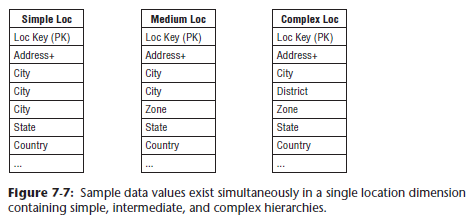 Simple Loc
Loc Key (PK)
Address+
City
City
City
State
Country
...
Medium Loc
Loc Key (PK)
Address+
City
City
Zone
State
Country
...
Complex Loc
Loc Key (PK)
Address+
City
District
Zone
State
Country
...
Figure 7-7: Sample data values exist simultaneously in a single location dimension
containing simple, intermediate, and complex hierarchies.